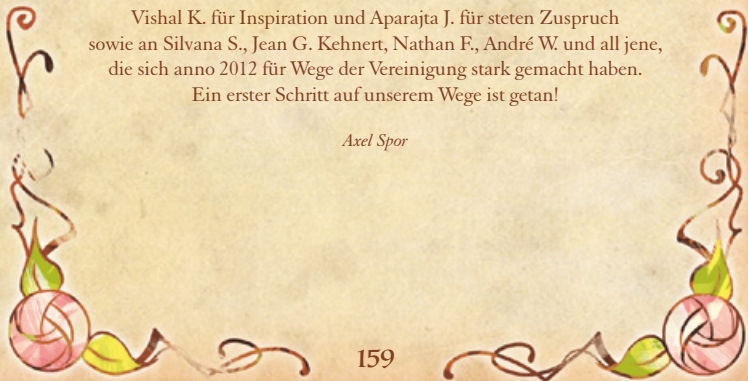 Vishal K. für Inspiration und Aparajta J. für steten Zuspruch
sowie an Silvana S., Jean G. Kehnert, Nathan F., André W. und all jene,
die sich anno 2012 für Wege der Vereinigung stark gemacht haben.
Ein erster Schritt auf unserem Wege ist getan!
Axel Spor
159